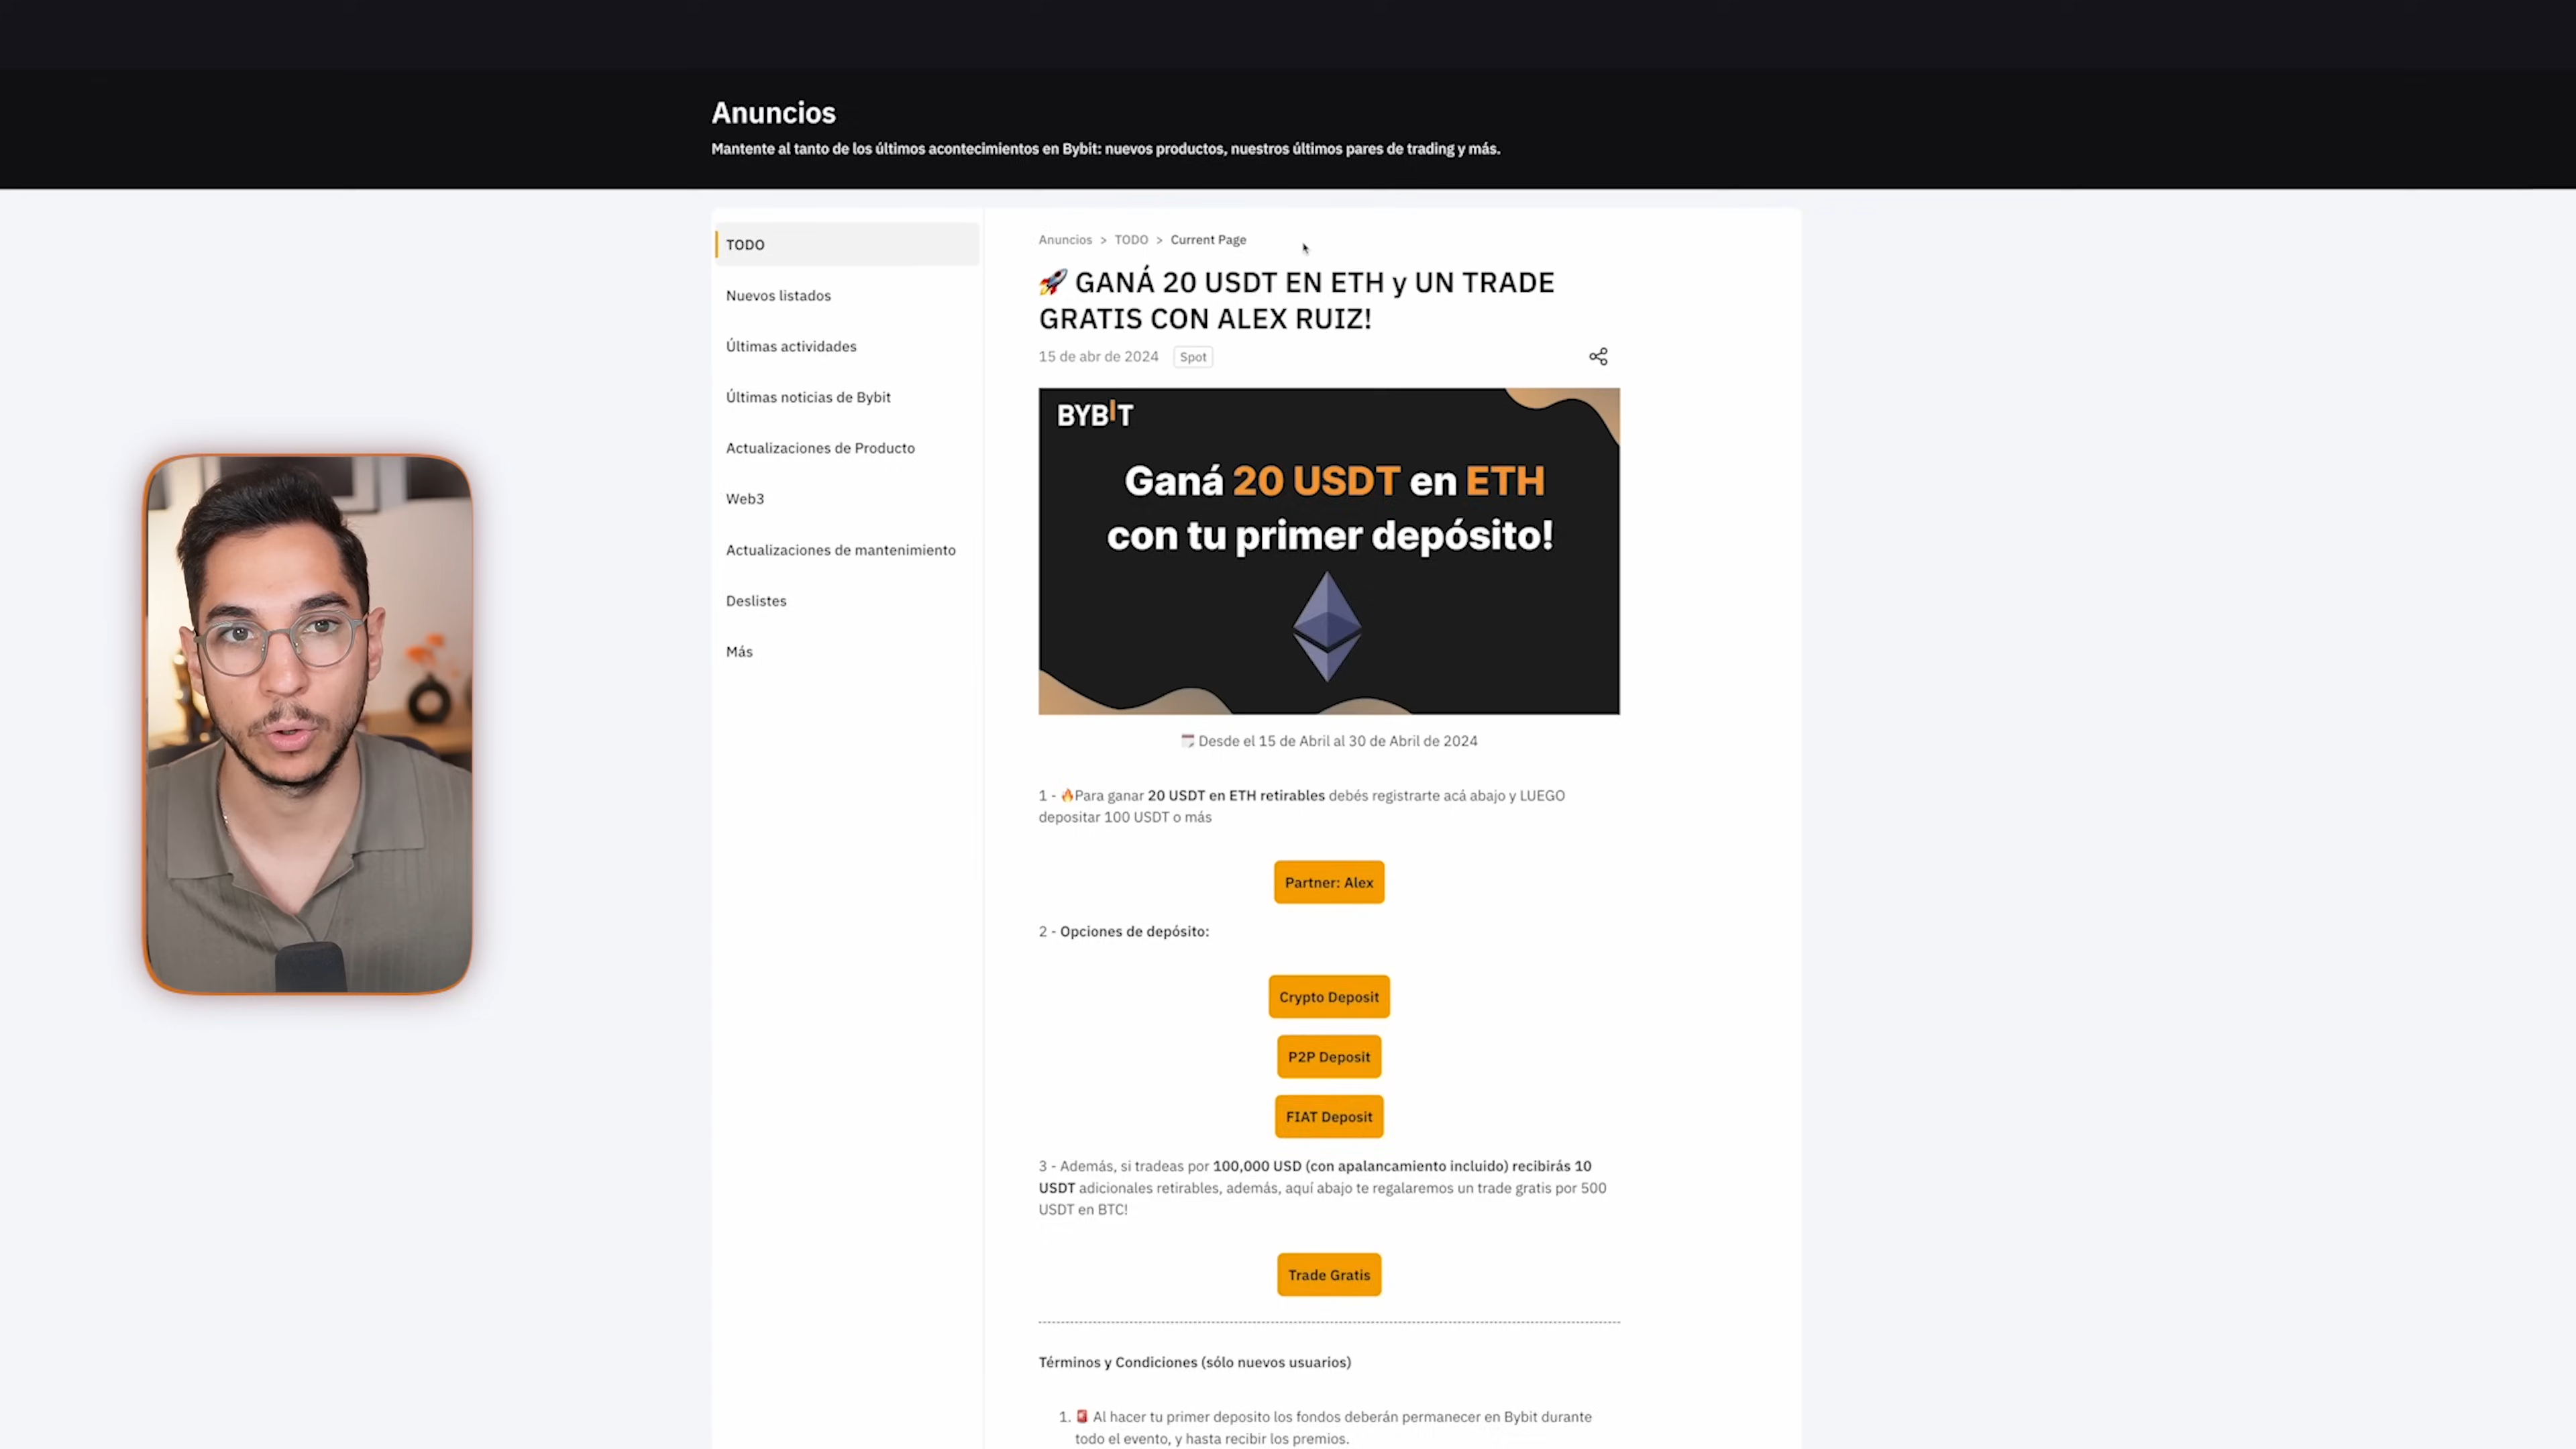 Anuncios
Mantente al tanto de los últimos acontecimientos en Bybit: nuevos productos, nuestros últimos pares de trading y más.
TODO
Nuevos listados
Últimas actividades
Últimas noticias de Bybit
Actualizaciones de Producto
Web3
Actualizaciones de mantenimiento
Deslistes
Más
Anuncios > TODO > Current Page
🚀 GANÁ 20 USDT EN ETH y UN TRADE
GRATIS CON ALEX RUIZ!
15 de abr de 2024 Spot
BYBIT
Ganá 20 USDT en ETH
con tu primer depósito!
Desde el 15 de Abril al 30 de Abril de 2024
1 - 🔥Para ganar 20 USDT en ETH retirables debés registrarte acá abajo y LUEGO
depositar 100 USDT o más
Partner: Alex
2 - Opciones de depósito:
Crypto Deposit
P2P Deposit
FIAT Deposit
3 - Además, si tradeas por 100,000 USD (con apalancamiento incluido) recibirás 10
USDT adicionales retirables, además, aquí abajo te regalaremos un trade gratis por 500
USDT en BTC!
Trade Gratis
Términos y Condiciones (sólo nuevos usuarios)
1. 🚨 Al hacer tu primer deposito los fondos deberán permanecer en Bybit durante
todo el evento, y hasta recibir los premios.